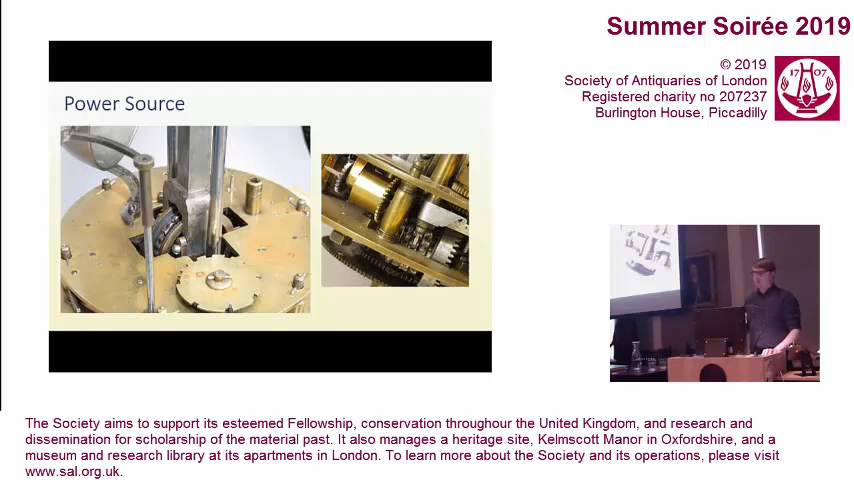 Summer Soirée 2019
© 2019
Society of Antiquaries of London
Registered charity no 207237
Burlington House, Piccadilly
17 07
Power Source
The Society aims to support its esteemed Fellowship, conservation throughour the United Kingdom, and research and
dissemination for scholarship of the material past. It also manages a heritage site, Kelmscott Manor in Oxfordshire, and a
museum and research library at its apartments in London. To learn more about the Society and its operations, please visit
www.sal.org.uk.